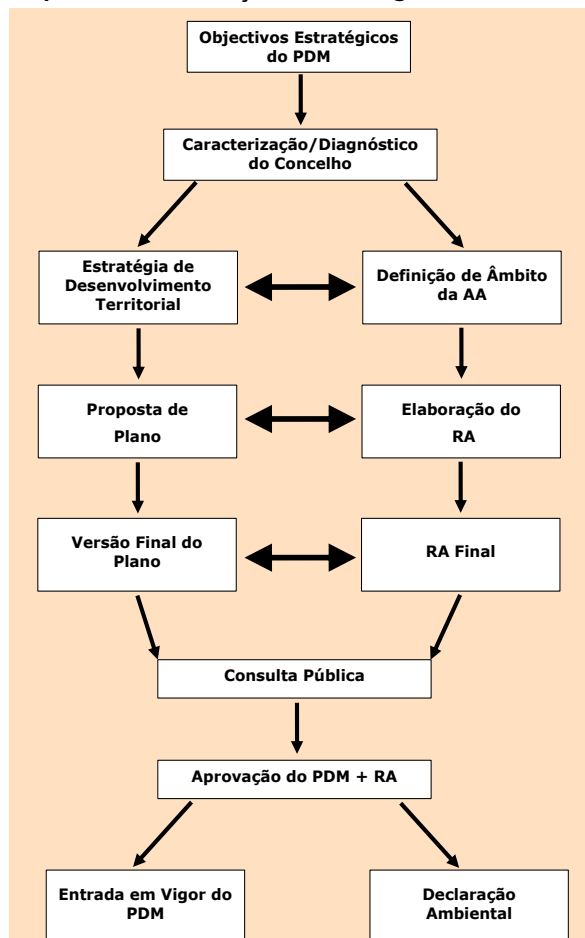 Objectivos Estratégicos
do PDM
Caracterização/Diagnóstico
do Concelho
Estratégia de
Desenvolvimento
Territorial
Definição de Âmbito
da AA
Proposta de
Plano
Elaboração do
RA
Versão Final do
Plano
RA Final
Consulta Pública
Aprovação do PDM + RA
Entrada em Vigor do
PDM
Declaração
Ambiental